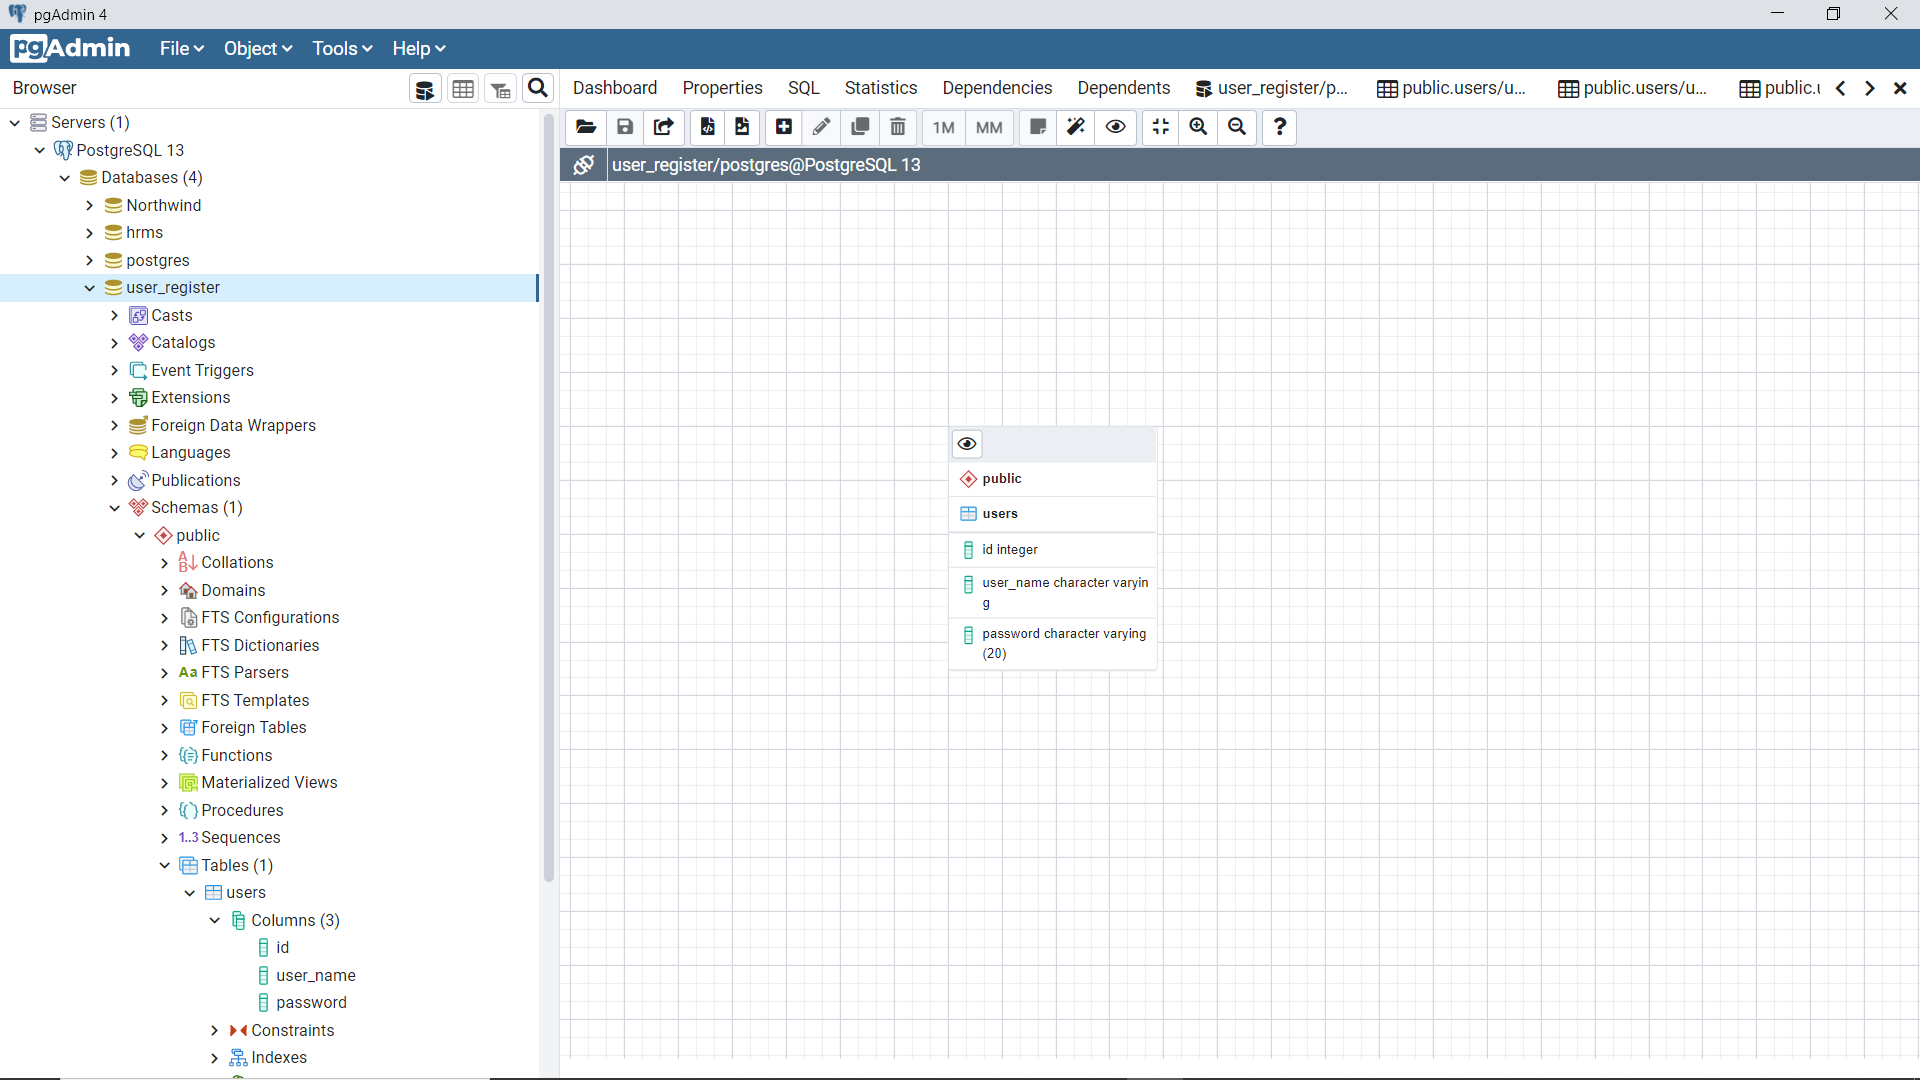 pgAdmin 4
pgAdmin File Object Tools Help
Browser
Dashboard Properties SQL Statistics Dependencies Dependents user_register/p... public.users/u... public.users/u... public.u
1M MM ?
user_register/postgres@PostgreSQL 13
Servers (1)
PostgreSQL 13
Databases (4)
Northwind
hrms
postgres
user_register
Casts
Catalogs
Event Triggers
Extensions
Foreign Data Wrappers
Languages
Publications
Schemas (1)
public
Collations
Domains
FTS Configurations
FTS Dictionaries
Aa FTS Parsers
FTS Templates
Foreign Tables
Functions
Materialized Views
Procedures
1..3 Sequences
Tables (1)
users
Columns (3)
id
user_name
password
Constraints
Indexes
public
users
id integer
user_name character varyin
g
password character varying
(20)